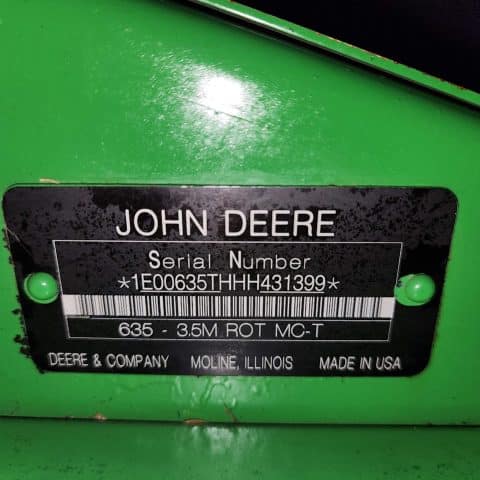 JOHN DEERE
Serial Number
*1E00635THHH431399*
635 - 3.5M ROT MC-T
DEERE & COMPANY MOLINE, ILLINOIS MADE IN USA